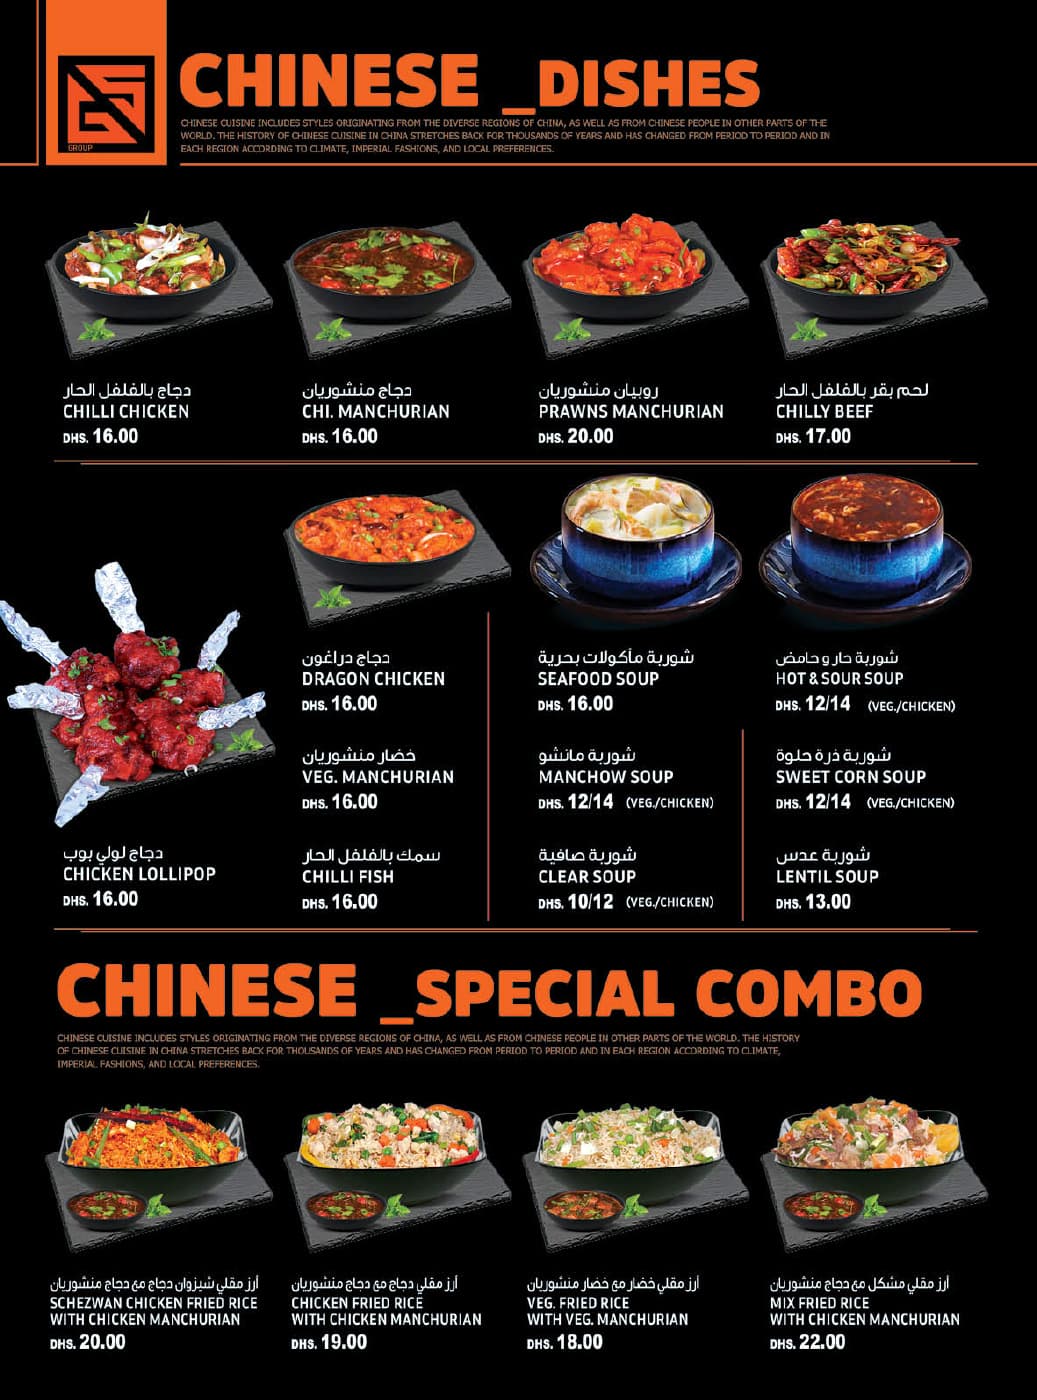 GROUP
CHINESE _DISHES
CHINESE CUISINE INCLUDES STYLES ORIGINATING FROM THE DIVERSE REGIONS OF CHINA, AS WELL AS FROM CHINESE PEOPLE IN OTHER PARTS OF THE
WORLD. THE HISTORY OF CHINESE CUISINE IN CHINA STRETCHES BACK FOR THOUSANDS OF YEARS AND HAS CHANGED FROM PERIOD TO PERIOD AND IN
EACH REGION ACCORDING TO CLIMATE, IMPERIAL FASHIONS, AND LOCAL PREFERENCES.
دجاج بالفلفل الحار
CHILLI CHICKEN
DHS. 16.00
دجاج منشوريان
CHI. MANCHURIAN
DHS. 16.00
روبيان منشوريان
PRAWNS MANCHURIAN
DHS. 20.00
لحم بقر بالفلفل الحار
CHILLY BEEF
DHS. 17.00
دجاج لولي بوب
CHICKEN LOLLIPOP
DHS. 16.00
دجاج دراغون
DRAGON CHICKEN
DHS. 16.00
خضار منشوريان
VEG. MANCHURIAN
DHS. 16.00
سمك بالفلفل الحار
CHILLI FISH
DHS. 16.00
شوربة مأكولات بحرية
SEAFOOD SOUP
DHS. 16.00
شوربة مانشو
MANCHOW SOUP
DHS. 12/14 (VEG./CHICKEN)
شوربة صافية
CLEAR SOUP
DHS. 10/12 (VEG./CHICKEN)
شوربة حار و حامض
HOT & SOUR SOUP
DHS. 12/14 (VEG./CHICKEN)
شوربة ذرة حلوة
SWEET CORN SOUP
DHS. 12/14 (VEG./CHICKEN)
شوربة عدس
LENTIL SOUP
DHS. 13.00
CHINESE _SPECIAL COMBO
CHINESE CUISINE INCLUDES STYLES ORIGINATING FROM THE DIVERSE REGIONS OF CHINA, AS WELL AS FROM CHINESE PEOPLE IN OTHER PARTS OF THE WORLD. THE HISTORY
OF CHINESE CUISINE IN CHINA STRETCHES BACK FOR THOUSANDS OF YEARS AND HAS CHANGED FROM PERIOD TO PERIOD AND IN EACH REGION ACCORDING TO CLIMATE,
IMPERIAL FASHIONS, AND LOCAL PREFERENCES.
أرز مقلي شيزوان دجاج مع دجاج منشوريان
SCHEZWAN CHICKEN FRIED RICE
WITH CHICKEN MANCHURIAN
DHS. 20.00
أرز مقلي دجاج مع دجاج منشوريان
CHICKEN FRIED RICE
WITH CHICKEN MANCHURIAN
DHS. 19.00
أرز مقلي خضار مع خضار منشوريان
VEG. FRIED RICE
WITH VEG. MANCHURIAN
DHS. 18.00
أرز مقلي مشكل مع دجاج منشوريان
MIX FRIED RICE
WITH CHICKEN MANCHURIAN
DHS. 22.00